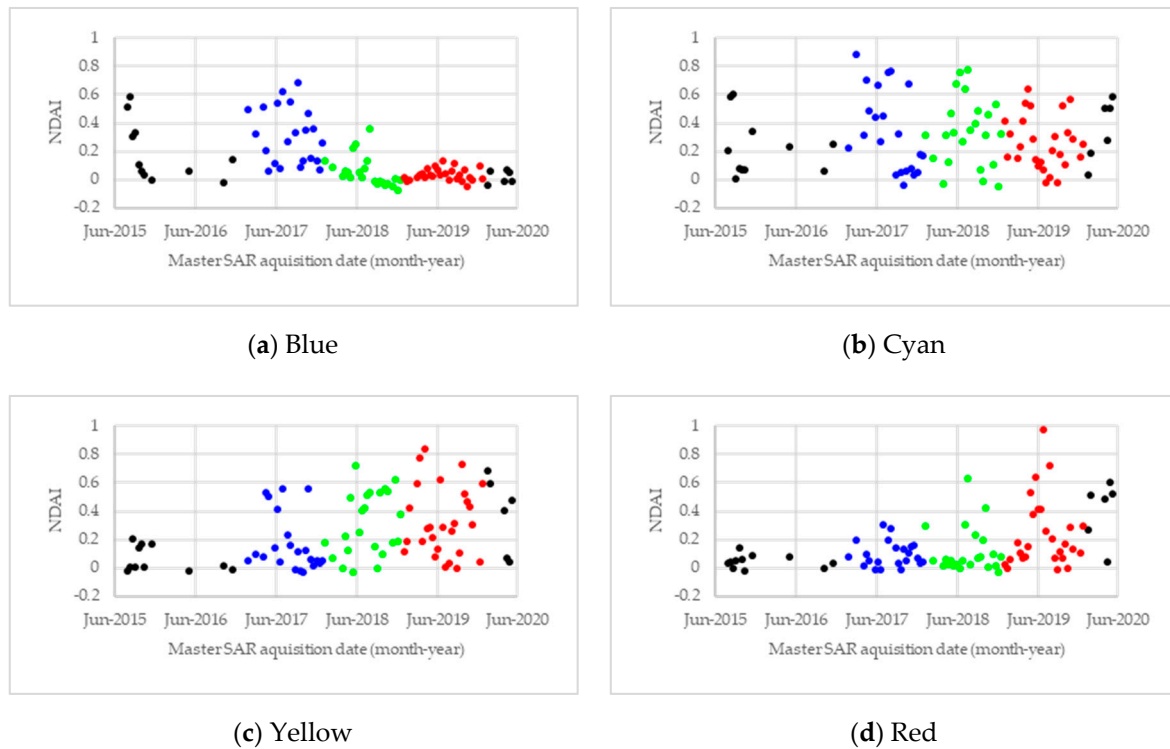 1
0.8
0.6
0.4
0.2
0
-0.2
NDAI
Jun-2015 Jun-2016 Jun-2017 Jun-2018 Jun-2019 Jun-2020
Master SAR aquisition date (month-year)
(a) Blue
1
0.8
0.6
0.4
0.2
0
-0.2
NDAI
Jun-2015 Jun-2016 Jun-2017 Jun-2018 Jun-2019 Jun-2020
Master SAR aquisition date (month-year)
(b) Cyan
1
0.8
0.6
0.4
0.2
0
-0.2
NDAI
Jun-2015 Jun-2016 Jun-2017 Jun-2018 Jun-2019 Jun-2020
Master SAR aquisition date (month-year)
(c) Yellow
1
0.8
0.6
0.4
0.2
0
-0.2
NDAI
Jun-2015 Jun-2016 Jun-2017 Jun-2018 Jun-2019 Jun-2020
Master SAR aquisition date (month-year)
(d) Red